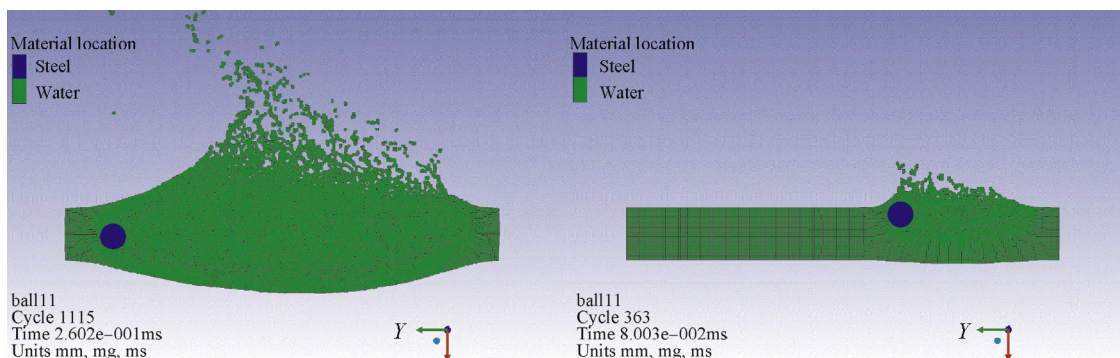 Material location
Steel
Water
ball11
Cycle 1115
Time 2.602e−001ms
Units mm, mg, ms
Y
Material location
Steel
Water
ball11
Cycle 363
Time 8.003e−002ms
Units mm, mg, ms
Y